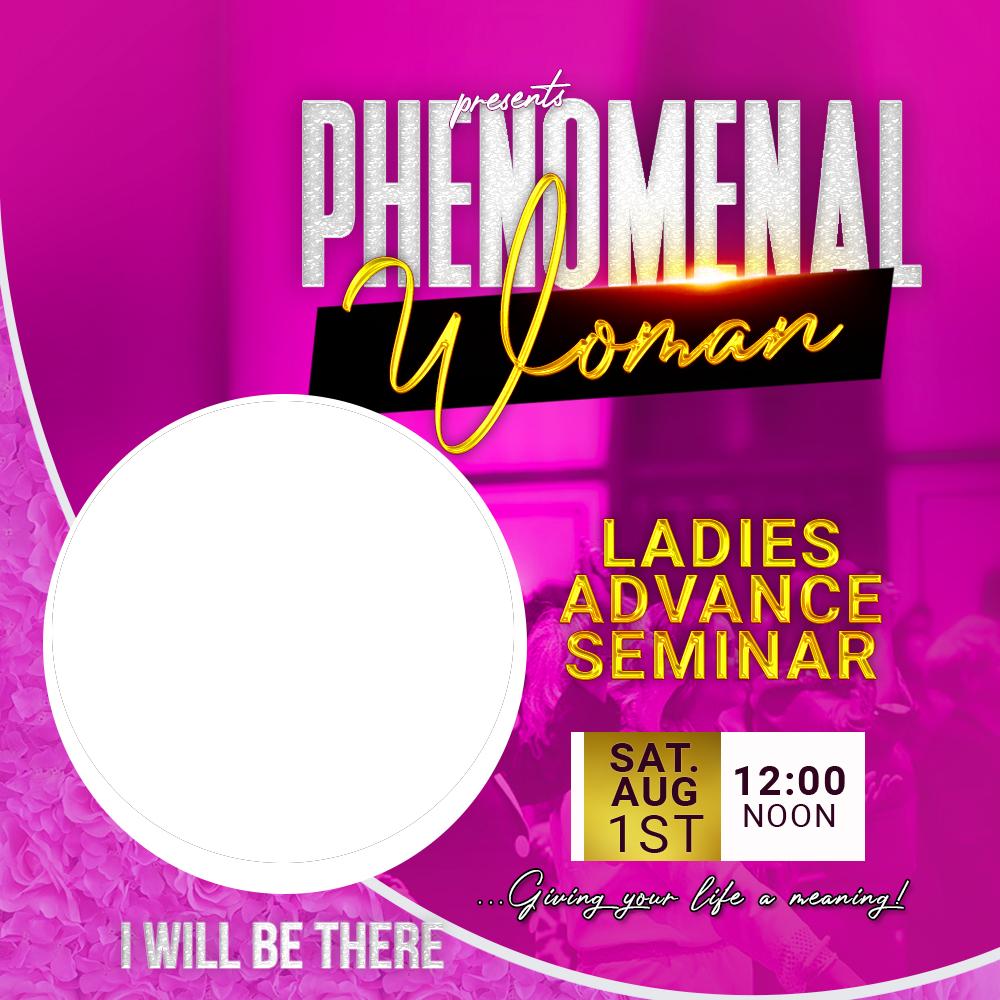 presents
PHENOMENAL
Woman
LADIES
ADVANCE
SEMINAR
SAT.
AUG
1ST
12:00
NOON
...Giving your life a meaning!
I WILL BE THERE